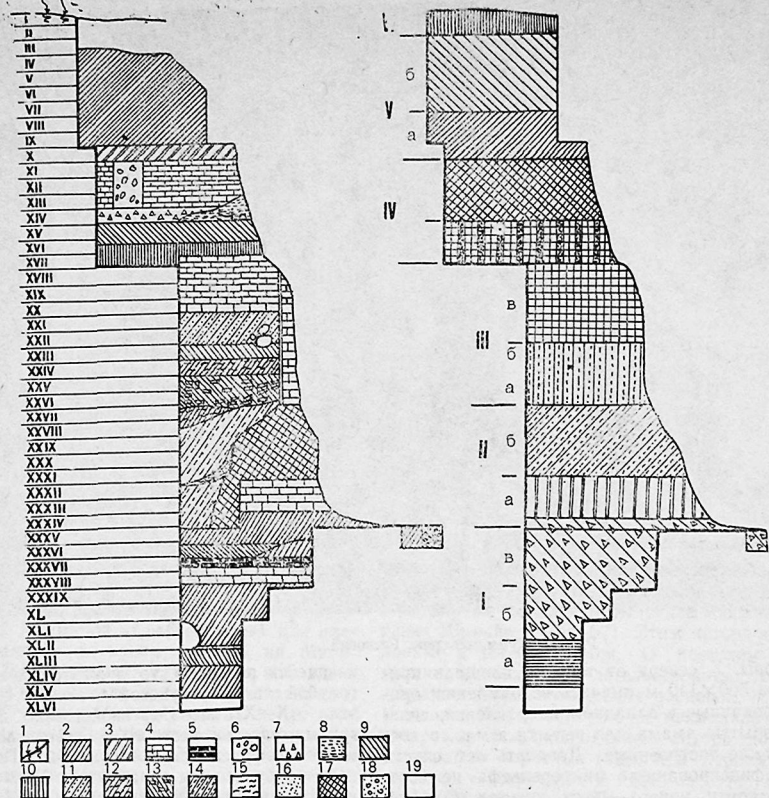 I
II
III
IV
V
VI
VII
VIII
IX
X
XI
XII
XIII
XIV
XV
XVI
XVII
XVIII
XIX
XX
XXI
XXII
XXIII
XXIV
XXV
XXVI
XXVII
XXVIII
XXIX
XXX
XXXI
XXXII
XXXIII
XXXIV
XXXV
XXXVI
XXXVII
XXXVIII
XXXIX
XL
XLI
XLII
XLIII
XLIV
XLV
XLVI
б
V
а
IV
в
III
б
а
II
б
а
в
I
б
а
1 2 3 4 5 6 7 8 9
10 11 12 13 14 15 16 17 18 19